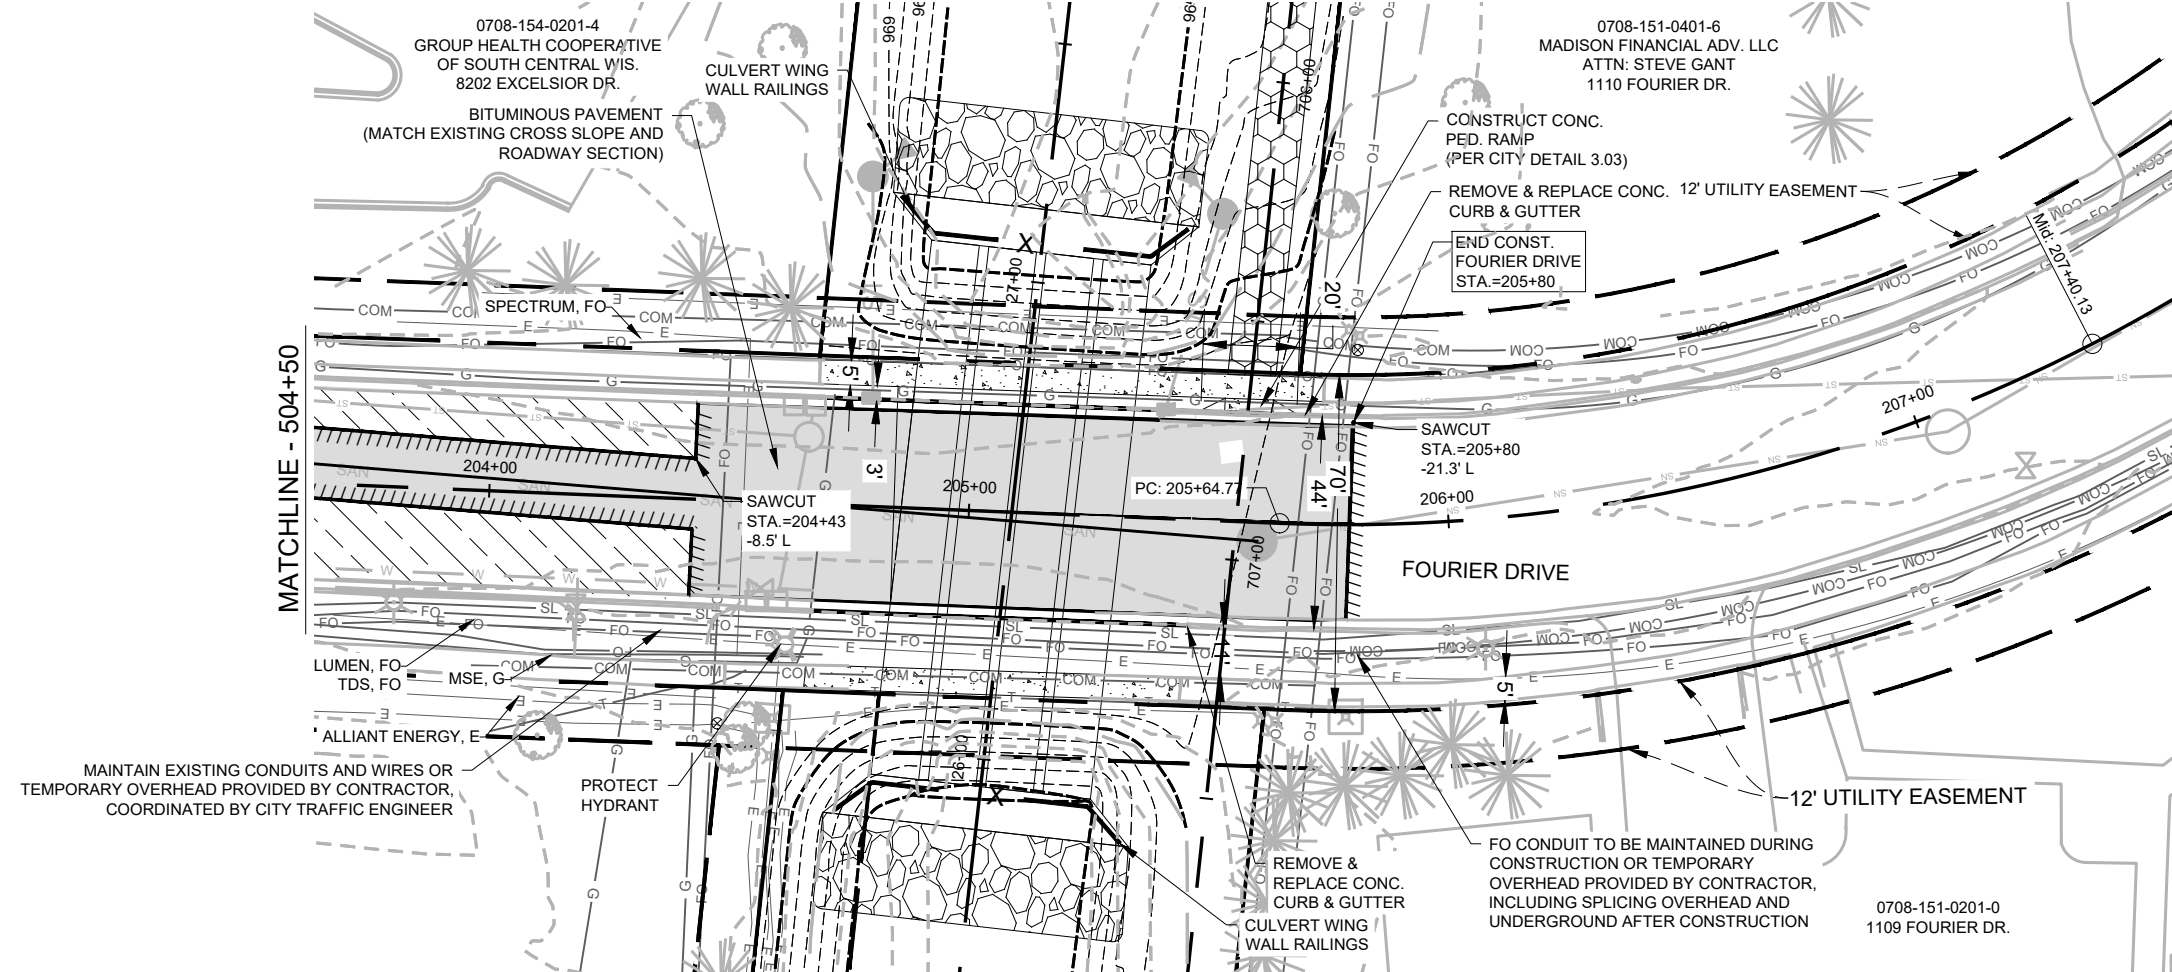 0708-154-0201-4
GROUP HEALTH COOPERATIVE
OF SOUTH CENTRAL WIS.
8202 EXCELSIOR DR.
BITUMINOUS PAVEMENT
(MATCH EXISTING CROSS SLOPE AND
ROADWAY SECTION)
CULVERT WING
WALL RAILINGS
0708-151-0401-6
MADISON FINANCIAL ADV. LLC
ATTN: STEVE GANT
1110 FOURIER DR.
CONSTRUCT CONC.
PED. RAMP
(PER CITY DETAIL 3.03)
REMOVE & REPLACE CONC.
CURB & GUTTER
12' UTILITY EASEMENT
END CONST.
FOURIER DRIVE
STA.=205+80
Mid: 207+40.13
SPECTRUM, FO
MATCHLINE - 504+50
999
706+00
27+00
20'
5'
3'
204+00
205+00
206+00
207+00
SAWCUT
STA.=204+43
-8.5' L
PC: 205+64.77
SAWCUT
STA.=205+80
-21.3' L
70'
44'
707+00
FOURIER DRIVE
11'
5'
26+00
X
X
LUMEN, FO
TDS, FO
MSE, G
ALLIANT ENERGY, E
MAINTAIN EXISTING CONDUITS AND WIRES OR
TEMPORARY OVERHEAD PROVIDED BY CONTRACTOR,
COORDINATED BY CITY TRAFFIC ENGINEER
PROTECT
HYDRANT
12' UTILITY EASEMENT
REMOVE &
REPLACE CONC.
CURB & GUTTER
CULVERT WING
WALL RAILINGS
FO CONDUIT TO BE MAINTAINED DURING
CONSTRUCTION OR TEMPORARY
OVERHEAD PROVIDED BY CONTRACTOR,
INCLUDING SPLICING OVERHEAD AND
UNDERGROUND AFTER CONSTRUCTION
0708-151-0201-0
1109 FOURIER DR.